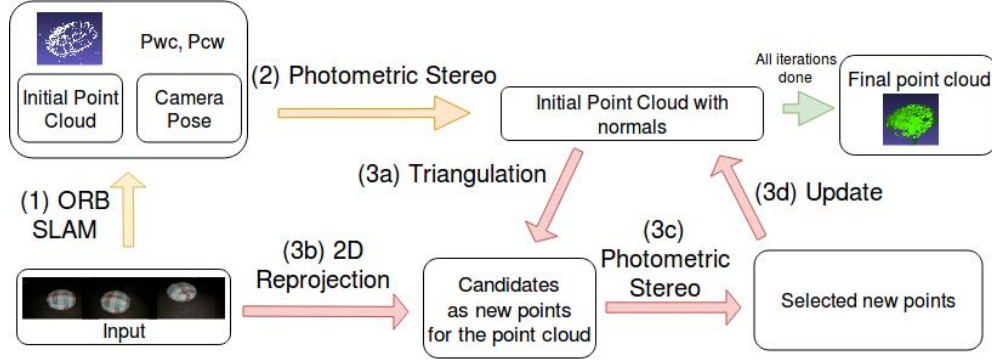 Pwc, Pcw
Initial Point
Cloud
Camera
Pose
(2) Photometric Stereo
Initial Point Cloud with
normals
All iterations
done
Final point cloud
(1) ORB
SLAM
(3a) Triangulation
(3d) Update
(3b) 2D
Reprojection
(3c)
Photometric
Stereo
Input
Candidates
as new points
for the point cloud
Selected new points